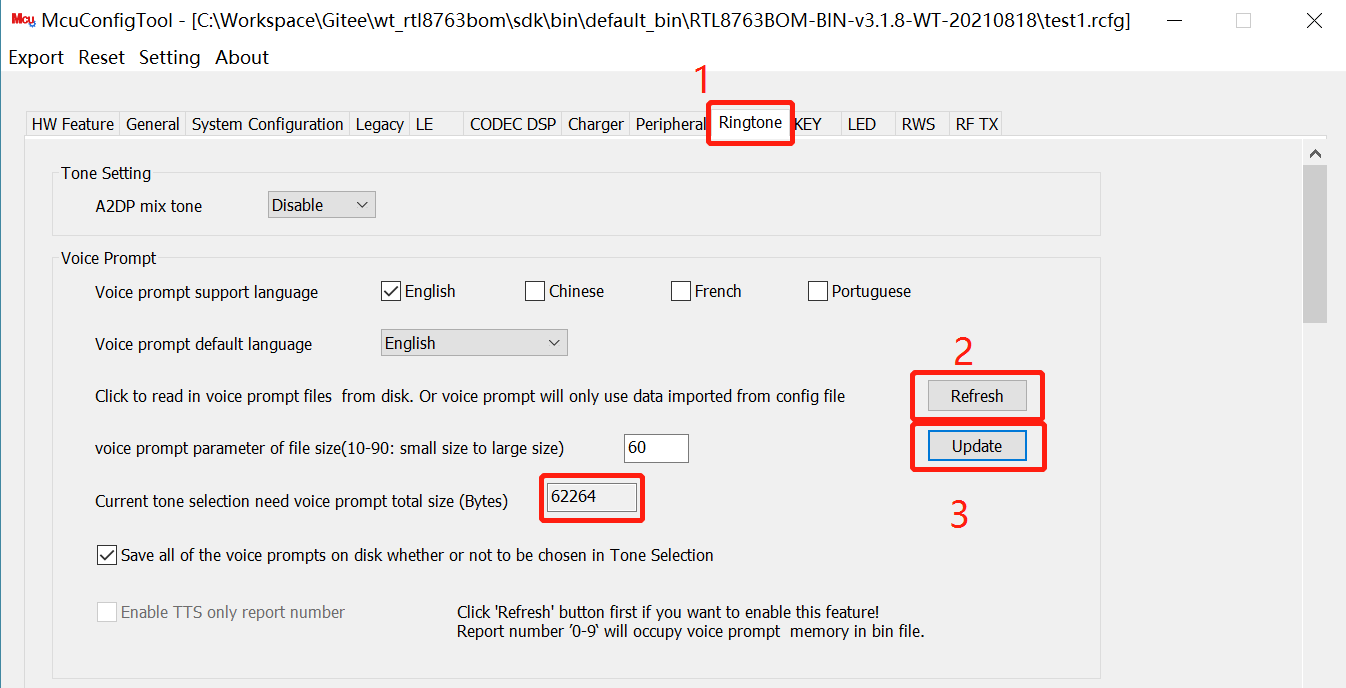 Mcu McuConfigTool - [C:\Workspace\Gitee\wt_rtl8763bom\sdk\bin\default_bin\RTL8763BOM-BIN-v3.1.8-WT-20210818\test1.rcfg]
Export Reset Setting About
1
HW Feature General System Configuration Legacy LE CODEC DSP Charger Peripheral Ringtone KEY LED RWS RF TX
Tone Setting
A2DP mix tone Disable
Voice Prompt
Voice prompt support language English Chinese French Portuguese
Voice prompt default language English
2
Click to read in voice prompt files from disk. Or voice prompt will only use data imported from config file Refresh
voice prompt parameter of file size(10-90: small size to large size) 60 Update
Current tone selection need voice prompt total size (Bytes) 62264
3
Save all of the voice prompts on disk whether or not to be chosen in Tone Selection
Enable TTS only report number Click 'Refresh' button first if you want to enable this feature!
Report number '0-9' will occupy voice prompt memory in bin file.